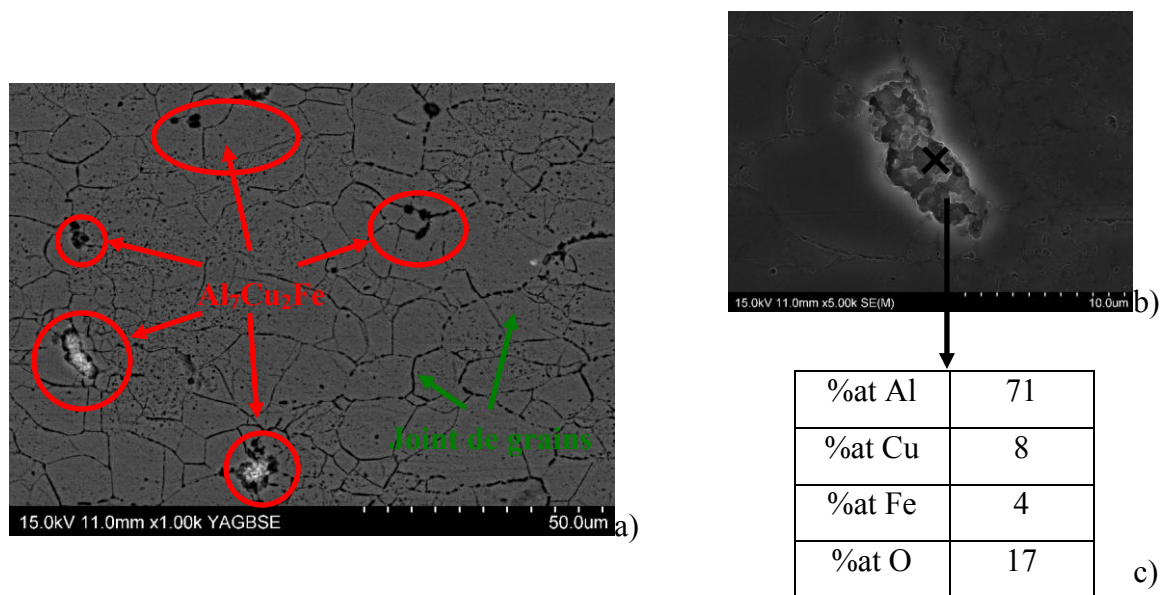 Al₇Cu₂Fe
Joint de grains
15.0kV 11.0mm x1.00k YAGBSE 50.0um
a)
15.0kV 11.0mm x5.00k SE(M) 10.0um
b)
%at Al 71
%at Cu 8
%at Fe 4
%at O 17
c)